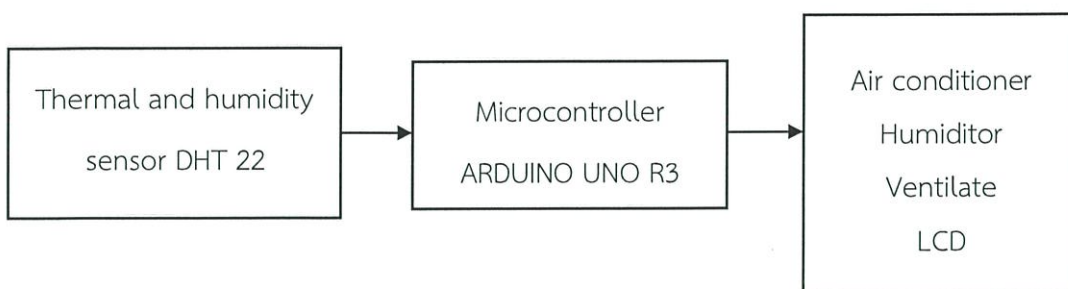 Thermal and humidity
sensor DHT 22
Microcontroller
ARDUINO UNO R3
Air conditioner
Humiditor
Ventilate
LCD